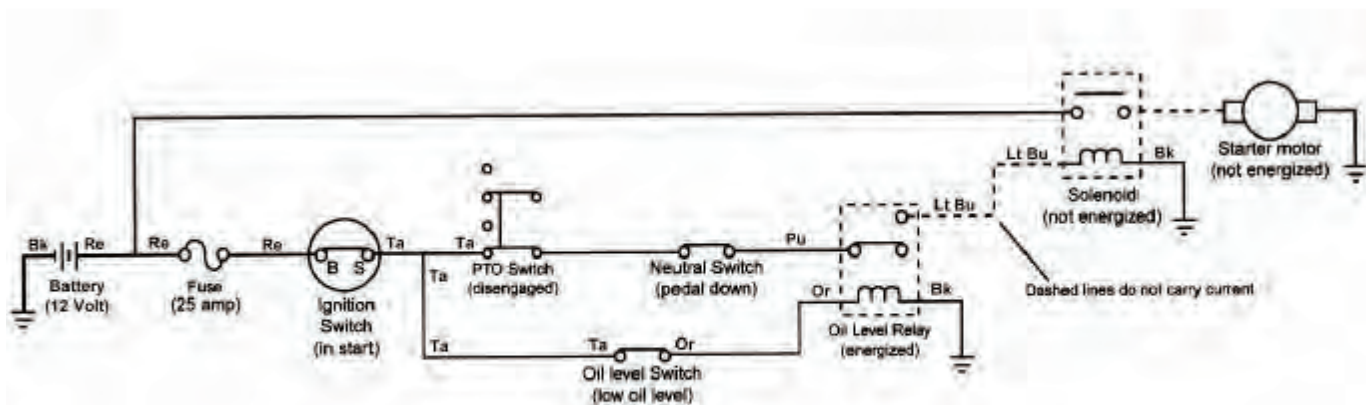 Bk
Re
Battery
(12 Volt)
Re
Fuse
(25 amp)
Re
B S
Ignition
Switch
(in start)
Ta
Ta
Ta
PTO Switch
(disengaged)
Neutral Switch
(pedal down)
Pu
Ta
Ta
Or
Oil level Switch
(low oil level)
Or
Bk
Oil Level Relay
(energized)
Lt Bu
Lt Bu
Bk
Solenoid
(not energized)
Starter motor
(not energized)
Dashed lines do not carry current